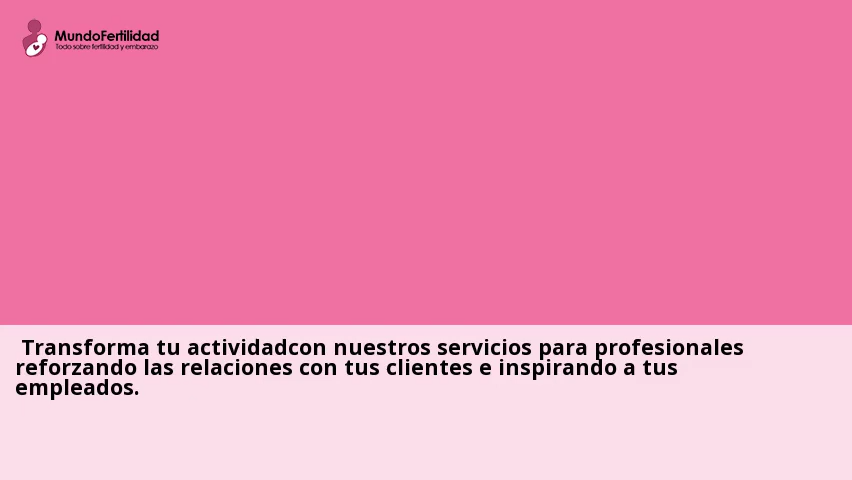 MundoFertilidad
Todo sobre fertilidad y embarazo
Transforma tu actividadcon nuestros servicios para profesionales
reforzando las relaciones con tus clientes e inspirando a tus
empleados.